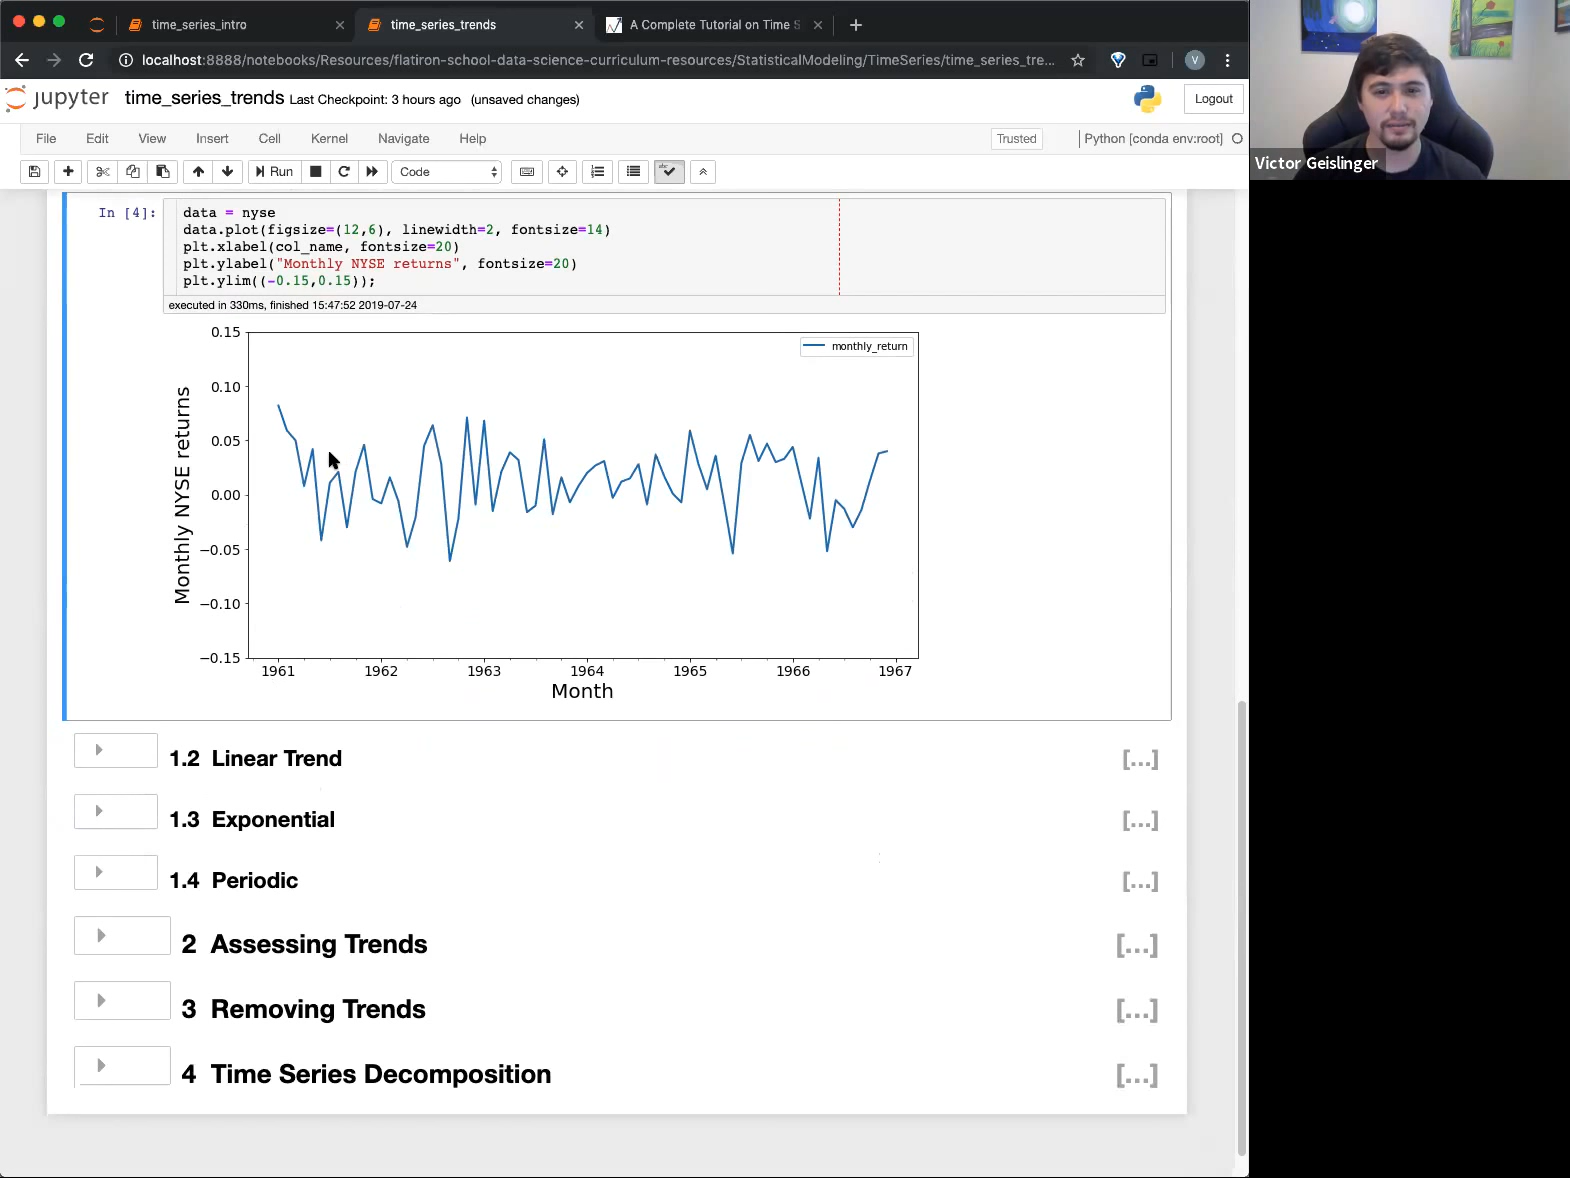 time_series_intro
time_series_trends
A Complete Tutorial on Time S
localhost:8888/notebooks/Resources/flatiron-school-data-science-curriculum-resources/StatisticalModeling/TimeSeries/time_series_tre...
V
jupyter time_series_trends Last Checkpoint: 3 hours ago (unsaved changes)
Logout
Victor Geislinger
File Edit View Insert Cell Kernel Navigate Help
Trusted
Python [conda env:root]
Run
Code
In [4]:
data = nyse
data.plot(figsize=(12,6), linewidth=2, fontsize=14)
plt.xlabel(col_name, fontsize=20)
plt.ylabel("Monthly NYSE returns", fontsize=20)
plt.ylim((-0.15,0.15));
executed in 330ms, finished 15:47:52 2019-07-24
monthly_return
Monthly NYSE returns
0.15
0.10
0.05
0.00
−0.05
−0.10
−0.15
1961 1962 1963 1964 1965 1966 1967
Month
1.2 Linear Trend [...]
1.3 Exponential [...]
1.4 Periodic [...]
2 Assessing Trends [...]
3 Removing Trends [...]
4 Time Series Decomposition [...]